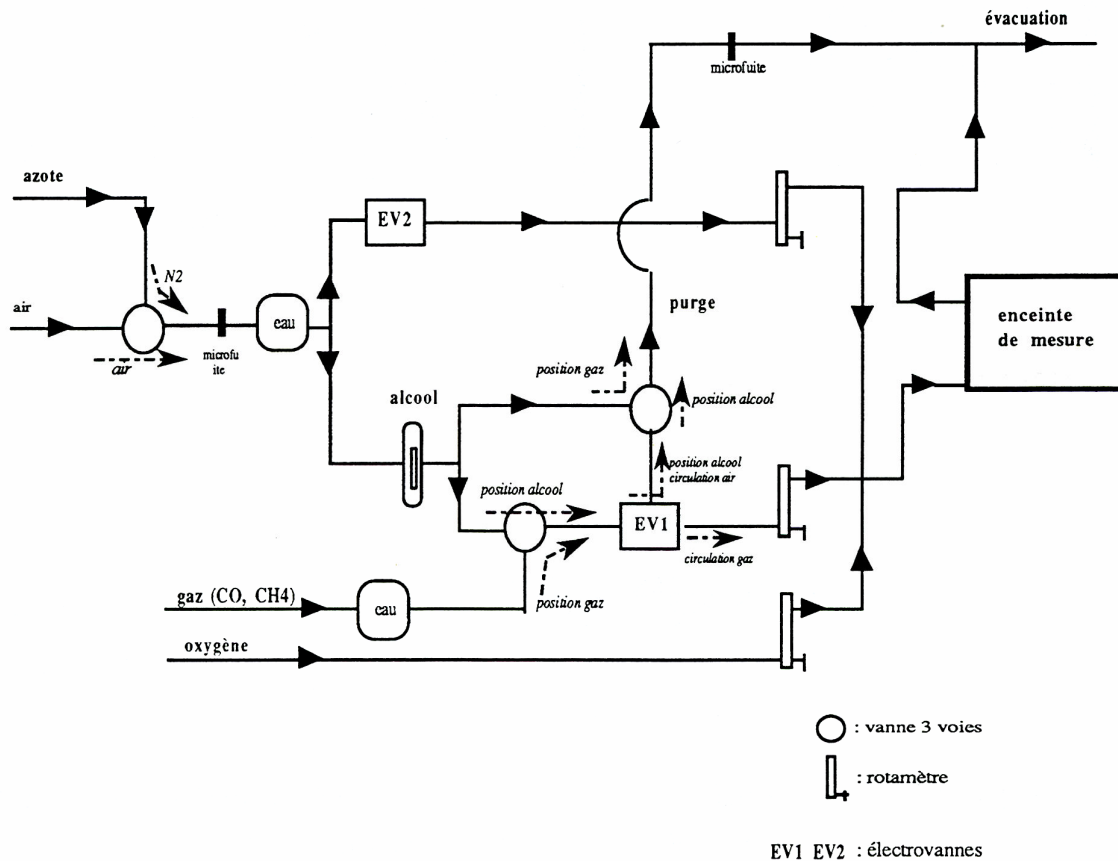 évacuation
microfuite
azote
EV2
N2
purge
air
eau
enceinte
de mesure
microfu
ite
air
position gaz
alcool
position alcool
position alcool
circulation air
position alcool
EV1
circulation gaz
gaz (CO, CH4)
eau
position gaz
oxygène
: vanne 3 voies
: rotamètre
EV1 EV2 : électrovannes